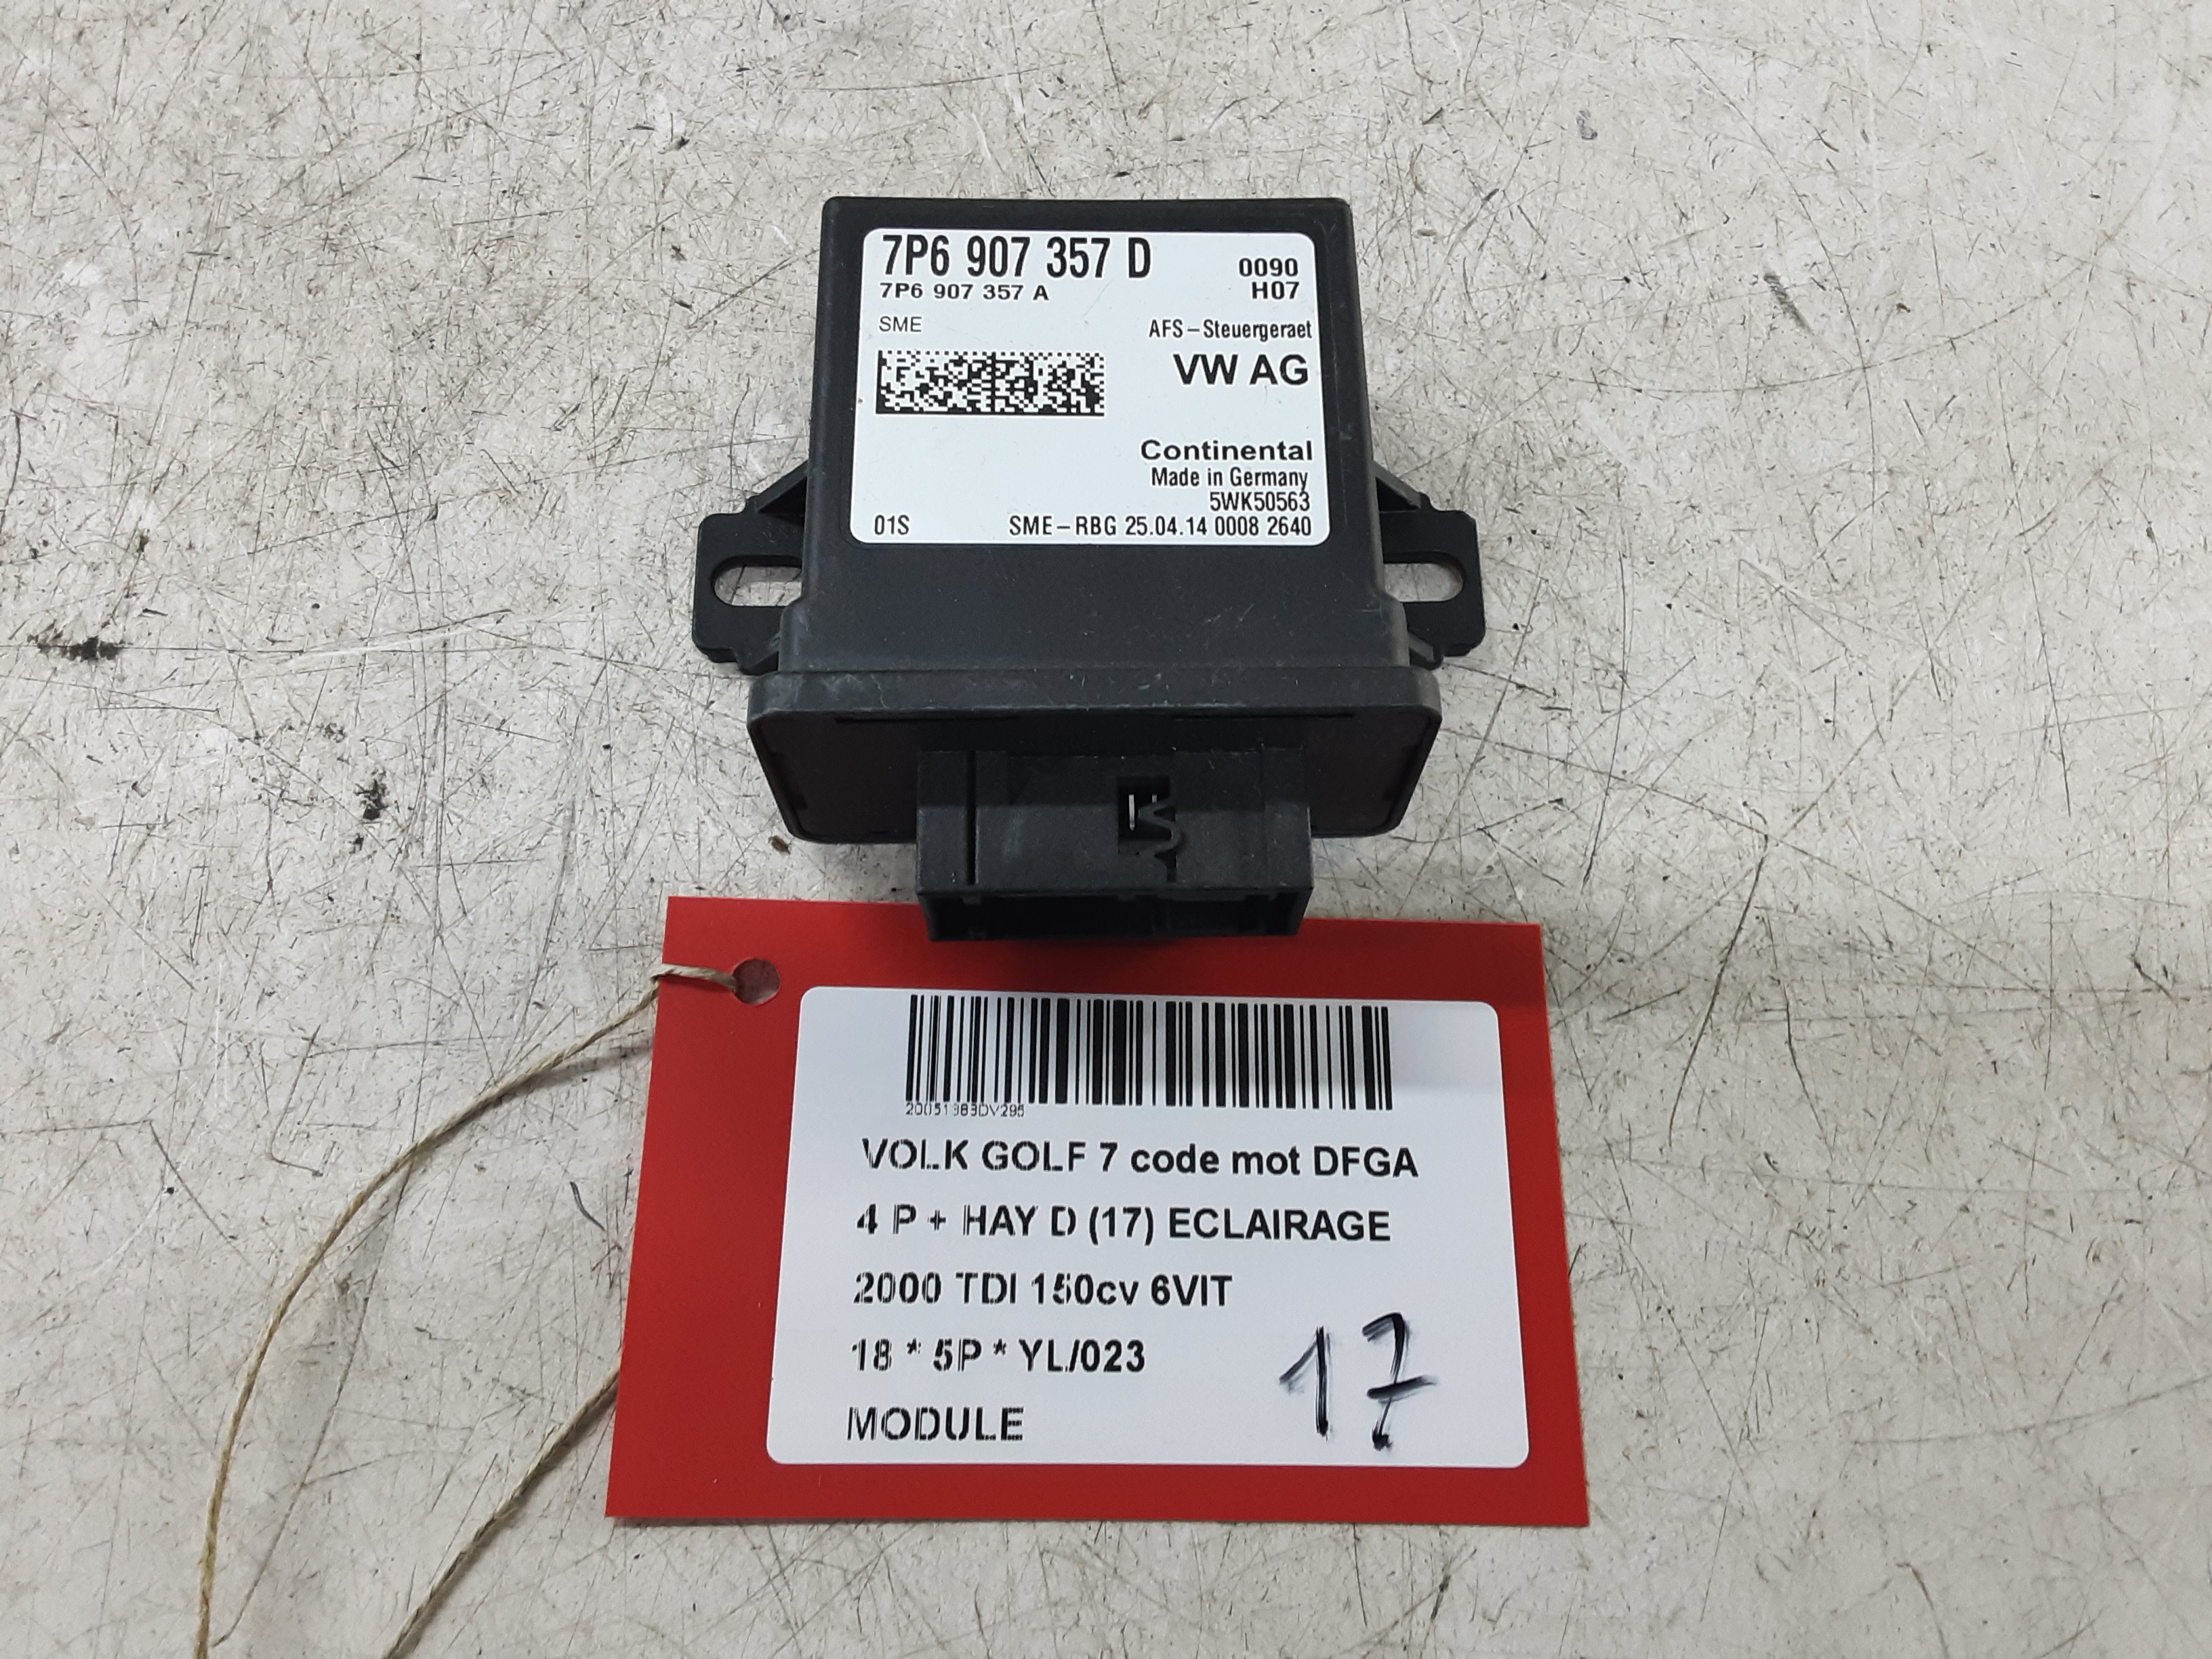 7P6 907 357 D
0090
7P6 907 357 A
H07
SME
AFS-Steuergeraet
VW AG
Continental
Made in Germany
5WK50563
01S SME-RBG 25.04.14 0008 2640
VOLK GOLF 7 code mot DFGA
4 P + HAY D (17) ECLAIRAGE
2000 TDI 150cv 6VIT
18 * 5P * YL/023
17
MODULE